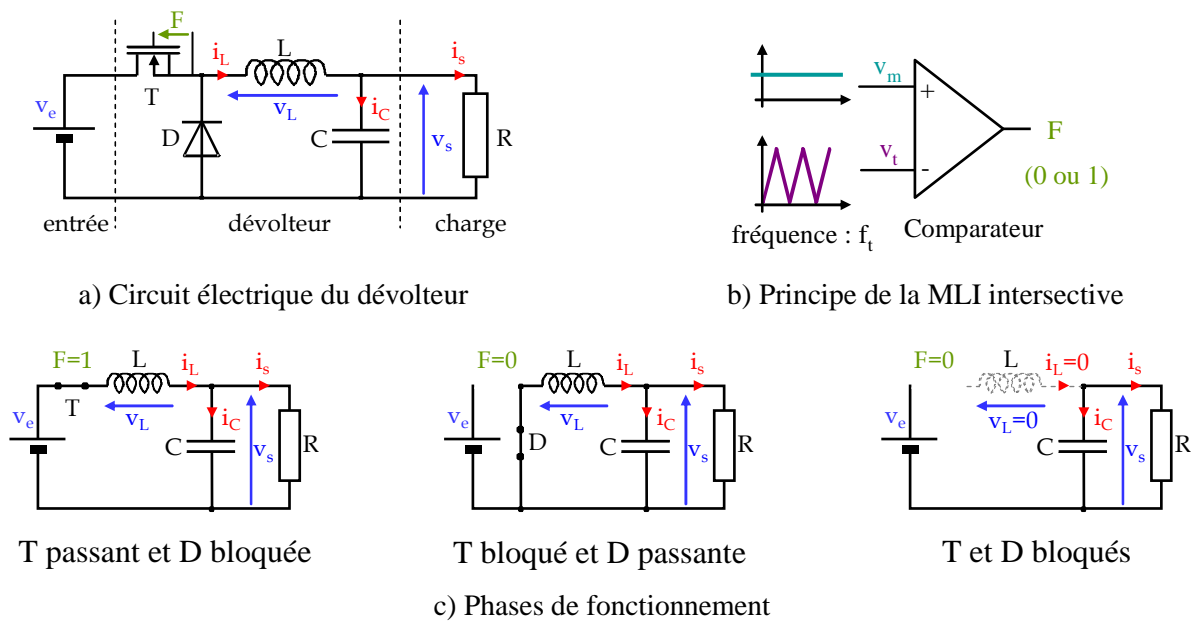 F
i_L
L
i_s
T
v_e
v_L
i_C
D
C
v_s
R
entrée
dévolteur
charge
v_m
+
v_t
-
F
(0 ou 1)
fréquence : f_t
Comparateur
a) Circuit électrique du dévolteur
b) Principe de la MLI intersective
F=1
L
i_L
i_s
T
v_e
v_L
i_C
C
v_s
R
F=0
L
i_L
i_s
v_e
v_L
i_C
D
C
v_s
R
F=0
L
i_L=0
i_s
v_e
v_L=0
i_C
C
v_s
R
T passant et D bloquée
T bloqué et D passante
T et D bloqués
c) Phases de fonctionnement